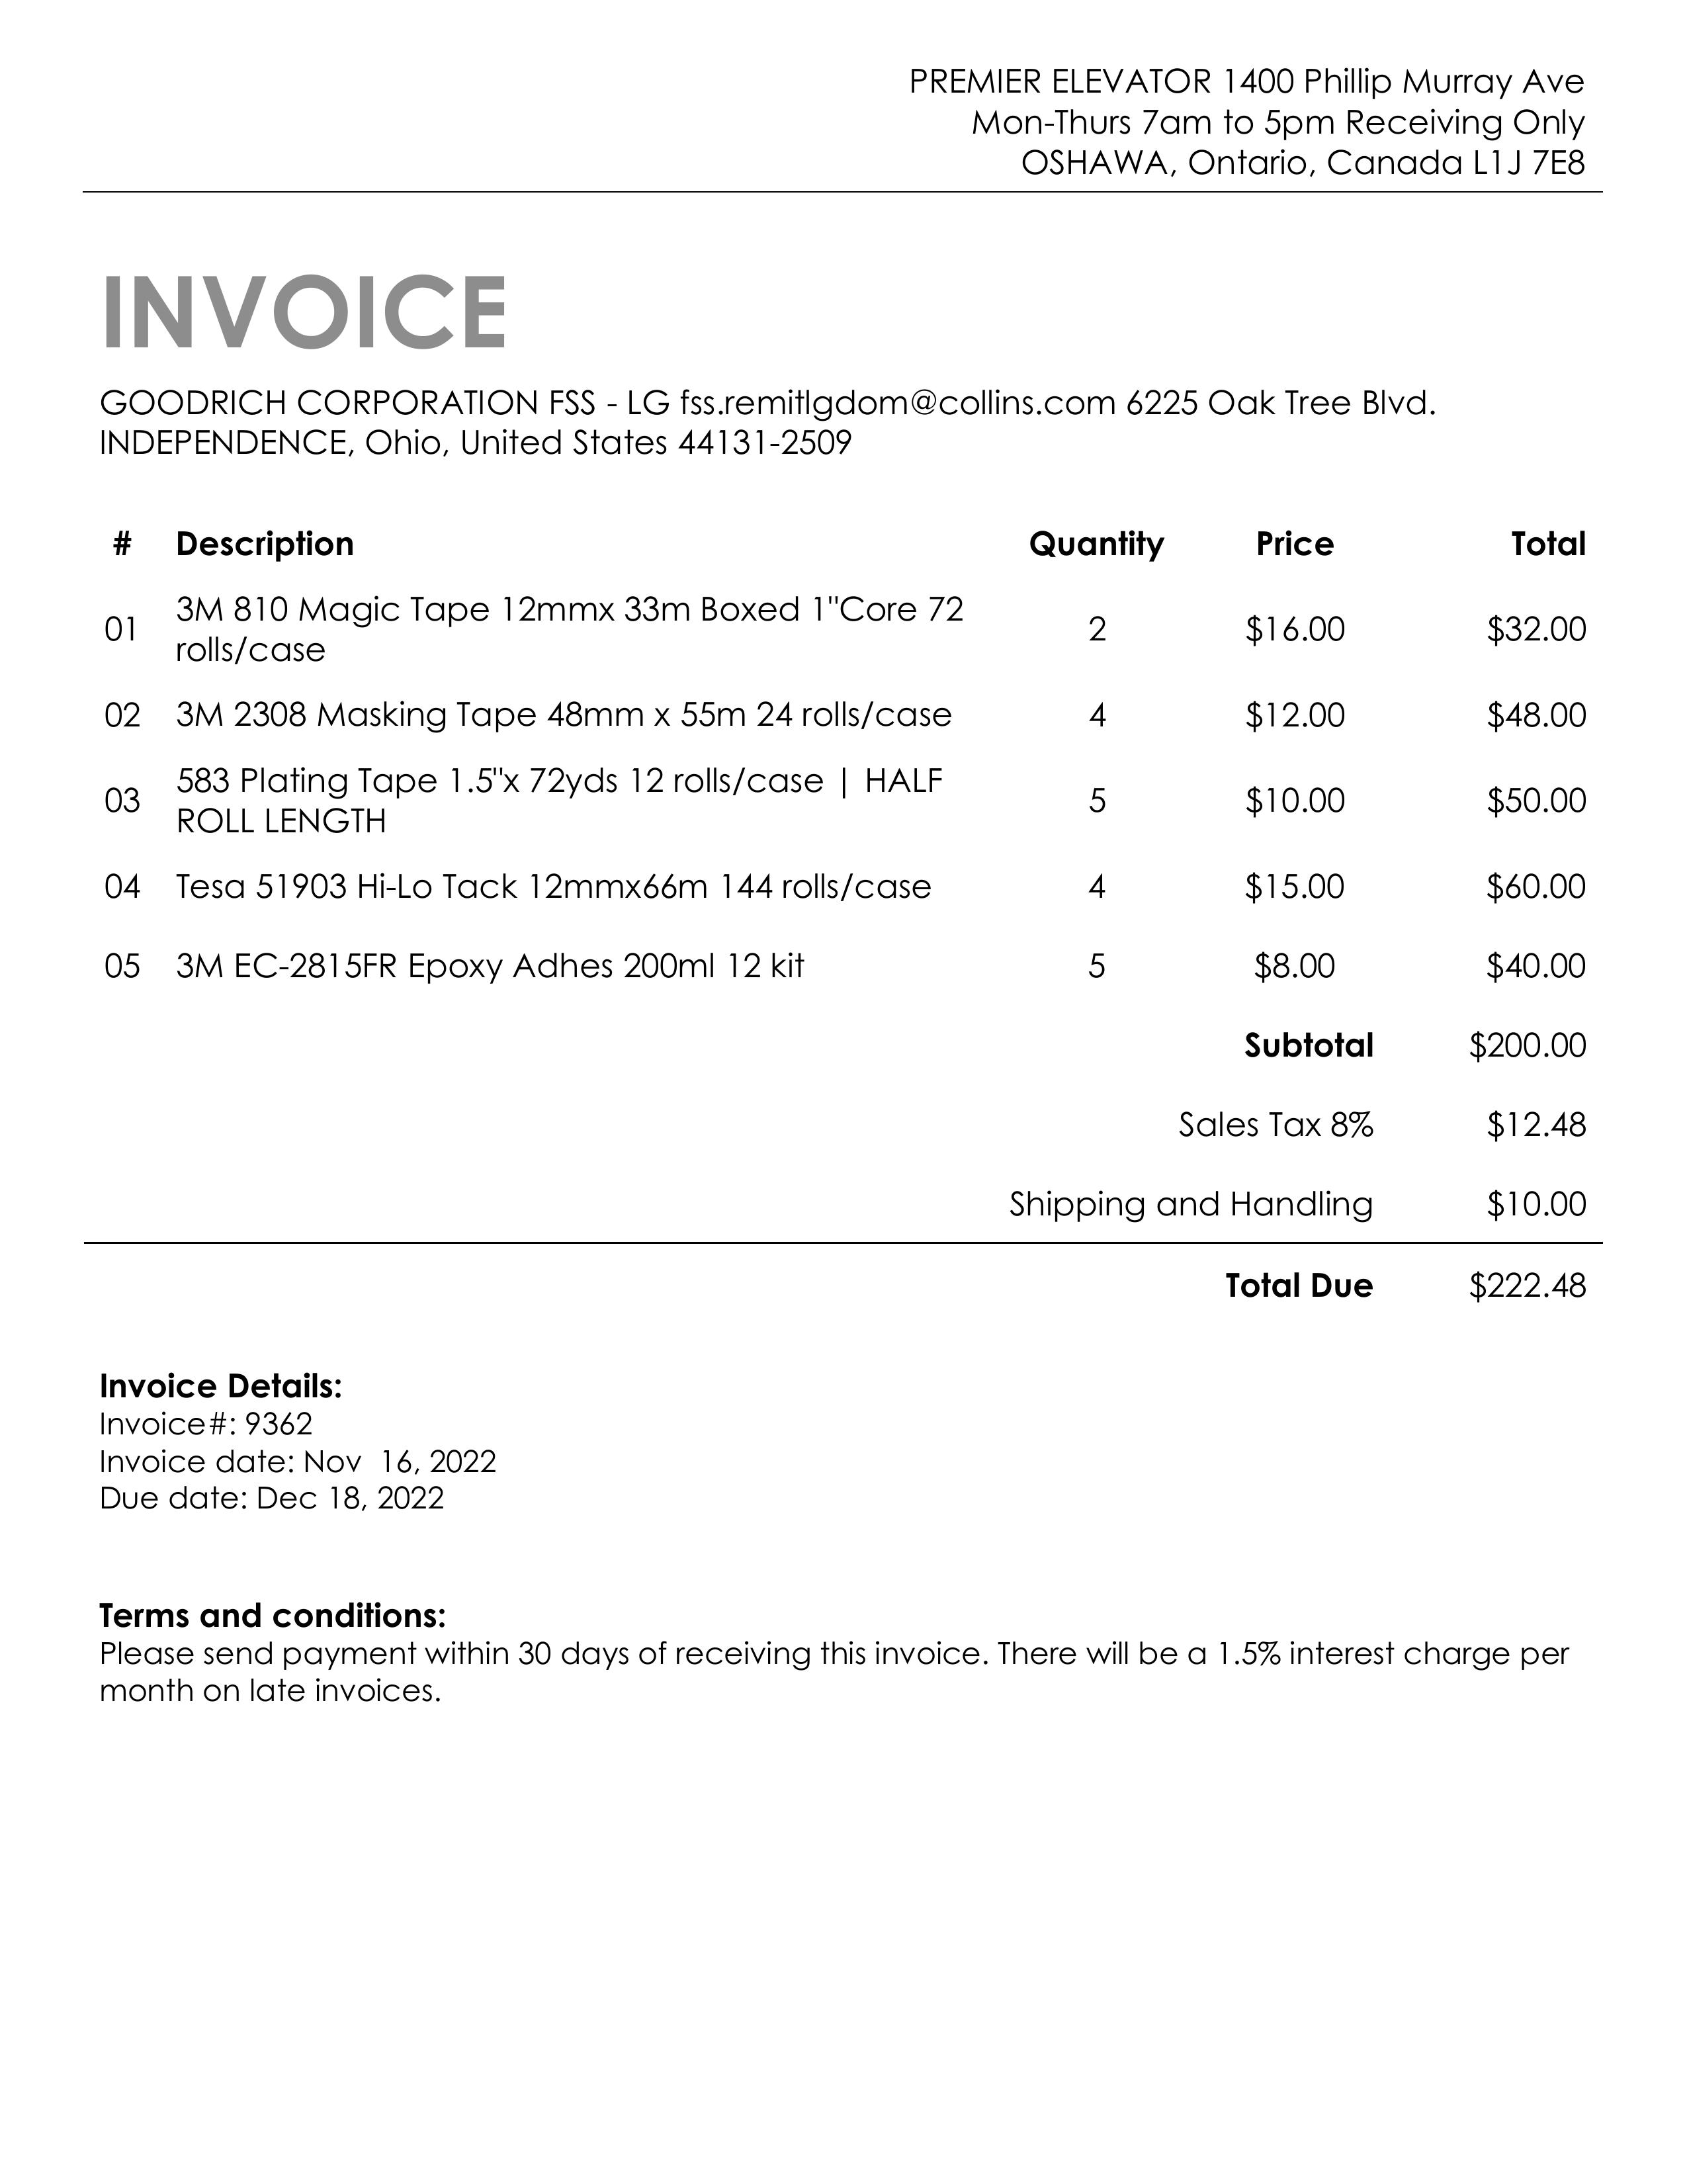 PREMIER ELEVATOR 1400 Phillip Murray Ave
Mon-Thurs 7am to 5pm Receiving Only
OSHAWA, Ontario, Canada L1J 7E8
INVOICE
GOODRICH CORPORATION FSS - LG fss.remitlgdom@collins.com 6225 Oak Tree Blvd.
INDEPENDENCE, Ohio, United States 44131-2509
# Description Quantity Price Total
01 3M 810 Magic Tape 12mmx 33m Boxed 1"Core 72
rolls/case 2 $16.00 $32.00
02 3M 2308 Masking Tape 48mm x 55m 24 rolls/case 4 $12.00 $48.00
03 583 Plating Tape 1.5"x 72yds 12 rolls/case | HALF
ROLL LENGTH 5 $10.00 $50.00
04 Tesa 51903 Hi-Lo Tack 12mmx66m 144 rolls/case 4 $15.00 $60.00
05 3M EC-2815FR Epoxy Adhes 200ml 12 kit 5 $8.00 $40.00
Subtotal $200.00
Sales Tax 8% $12.48
Shipping and Handling $10.00
Total Due $222.48
Invoice Details:
Invoice#: 9362
Invoice date: Nov  16, 2022
Due date: Dec 18, 2022
Terms and conditions:
Please send payment within 30 days of receiving this invoice. There will be a 1.5% interest charge per
month on late invoices.